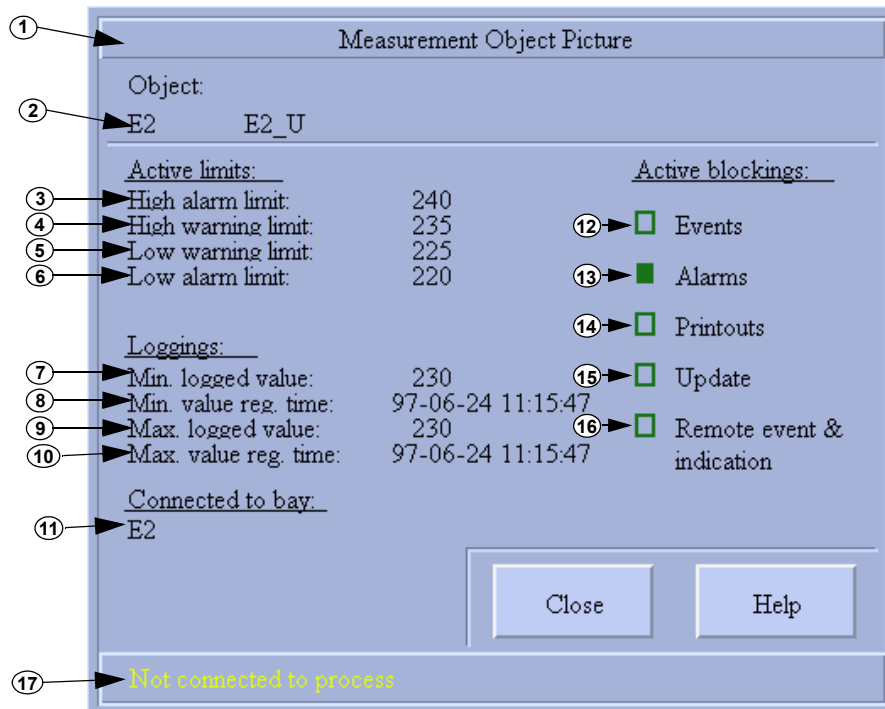 1
Measurement Object Picture
Object:
2
E2 E2_U
Active limits:
3
High alarm limit: 240
4
High warning limit: 235
5
Low warning limit: 225
6
Low alarm limit: 220
Loggings:
7
Min. logged value: 230
8
Min. value reg. time: 97-06-24 11:15:47
9
Max. logged value: 230
10
Max. value reg. time: 97-06-24 11:15:47
Connected to bay:
11
E2
Active blockings:
12
Events
13
Alarms
14
Printouts
15
Update
16
Remote event &
indication
Close
Help
17
Not connected to process